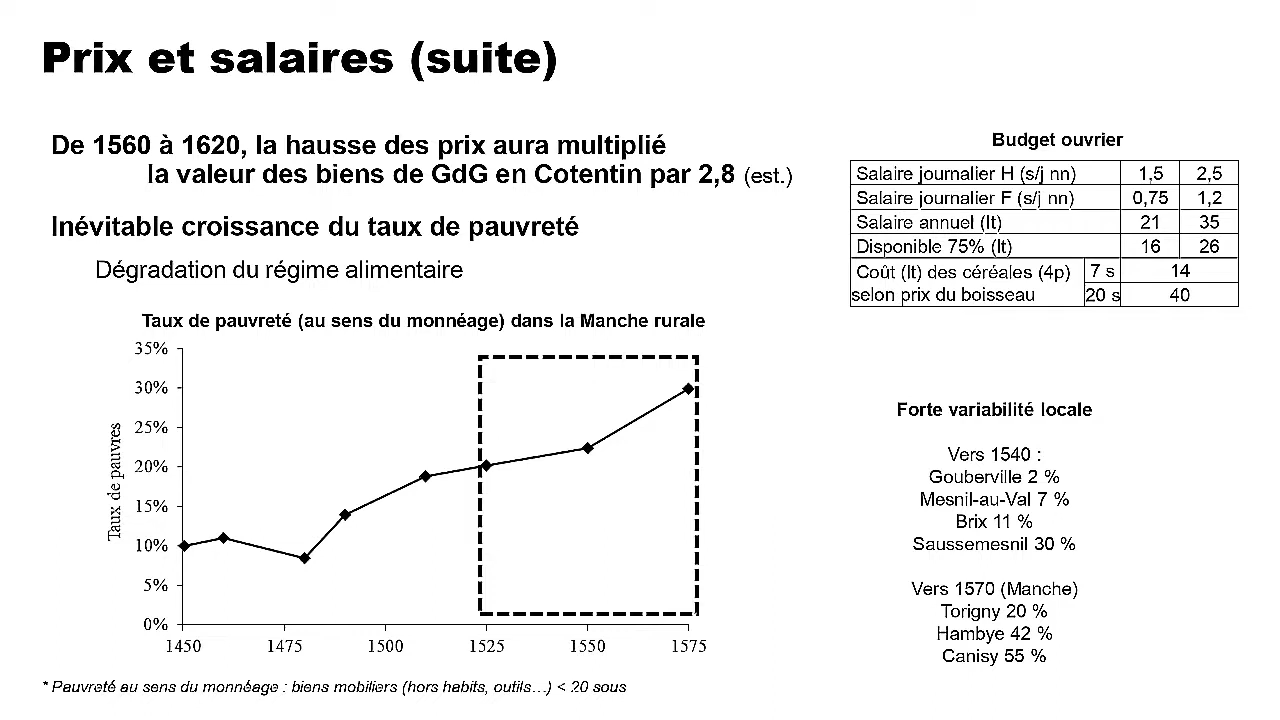 Prix et salaires (suite)
De 1560 à 1620, la hausse des prix aura multiplié
la valeur des biens de GdG en Cotentin par 2,8 (est.)
Inévitable croissance du taux de pauvreté
Dégradation du régime alimentaire
Taux de pauvreté (au sens du monnéage) dans la Manche rurale
35%
30%
25%
20%
15%
10%
5%
0%
Taux de pauvres
1450 1475 1500 1525 1550 1575
* Pauvreté au sens du monnéage : biens mobiliers (hors habits, outils…) < 20 sous
Budget ouvrier
Salaire journalier H (s/j nn) 1,5 2,5
Salaire journalier F (s/j nn) 0,75 1,2
Salaire annuel (lt) 21 35
Disponible 75% (lt) 16 26
Coût (lt) des céréales (4p) 7 s 14
selon prix du boisseau 20 s 40
Forte variabilité locale
Vers 1540 :
Gouberville 2 %
Mesnil-au-Val 7 %
Brix 11 %
Saussemesnil 30 %
Vers 1570 (Manche)
Torigny 20 %
Hambye 42 %
Canisy 55 %